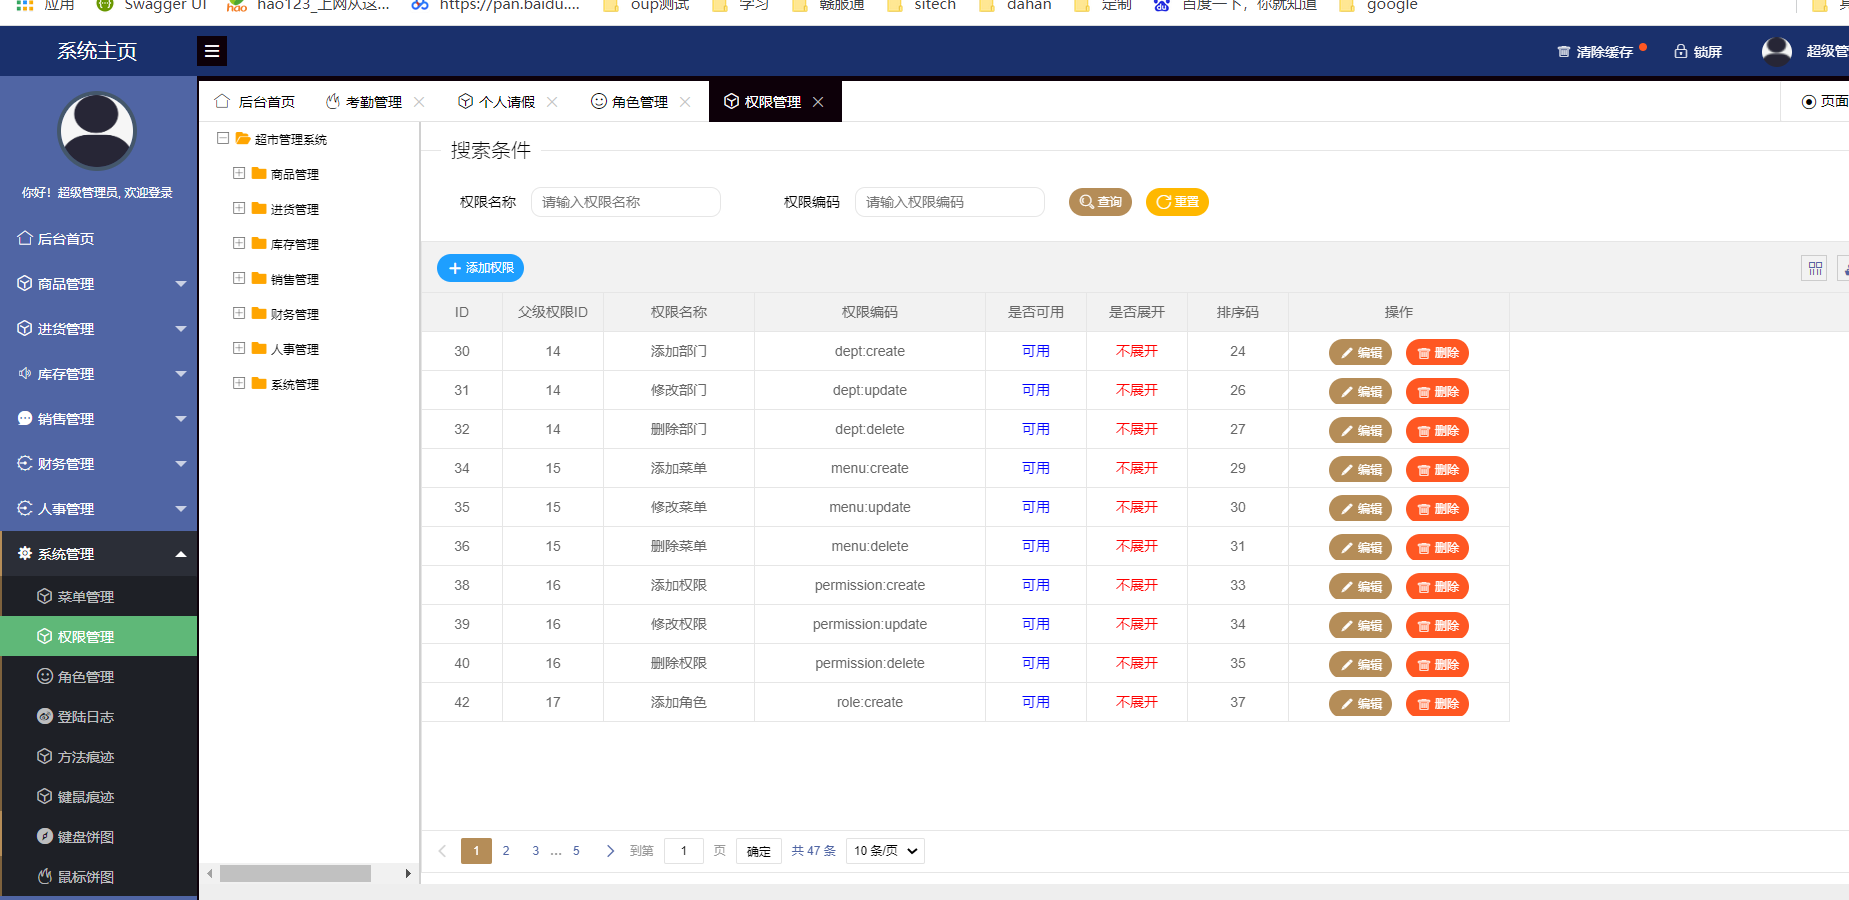 应用 Swagger UI hao123_上网从这... https://pan.baidu.... oup测试 学习 赣服通 sitech dahan 定制 百度一下，你就知道 google
系统主页 清除缓存 锁屏 超级管
后台首页 考勤管理 个人请假 角色管理 权限管理 页面
你好！超级管理员, 欢迎登录
后台首页
商品管理
进货管理
库存管理
销售管理
财务管理
人事管理
系统管理
菜单管理
权限管理
角色管理
登陆日志
方法痕迹
键鼠痕迹
键盘饼图
鼠标饼图
超市管理系统
商品管理
进货管理
库存管理
销售管理
财务管理
人事管理
系统管理
搜索条件
权限名称 请输入权限名称 权限编码 请输入权限编码 查询 重置
添加权限
ID 父级权限ID 权限名称 权限编码 是否可用 是否展开 排序码 操作
30 14 添加部门 dept:create 可用 不展开 24 编辑 删除
31 14 修改部门 dept:update 可用 不展开 26 编辑 删除
32 14 删除部门 dept:delete 可用 不展开 27 编辑 删除
34 15 添加菜单 menu:create 可用 不展开 29 编辑 删除
35 15 修改菜单 menu:update 可用 不展开 30 编辑 删除
36 15 删除菜单 menu:delete 可用 不展开 31 编辑 删除
38 16 添加权限 permission:create 可用 不展开 33 编辑 删除
39 16 修改权限 permission:update 可用 不展开 34 编辑 删除
40 16 删除权限 permission:delete 可用 不展开 35 编辑 删除
42 17 添加角色 role:create 可用 不展开 37 编辑 删除
1 2 3 ... 5 到第 1 页 确定 共 47 条 10 条/页